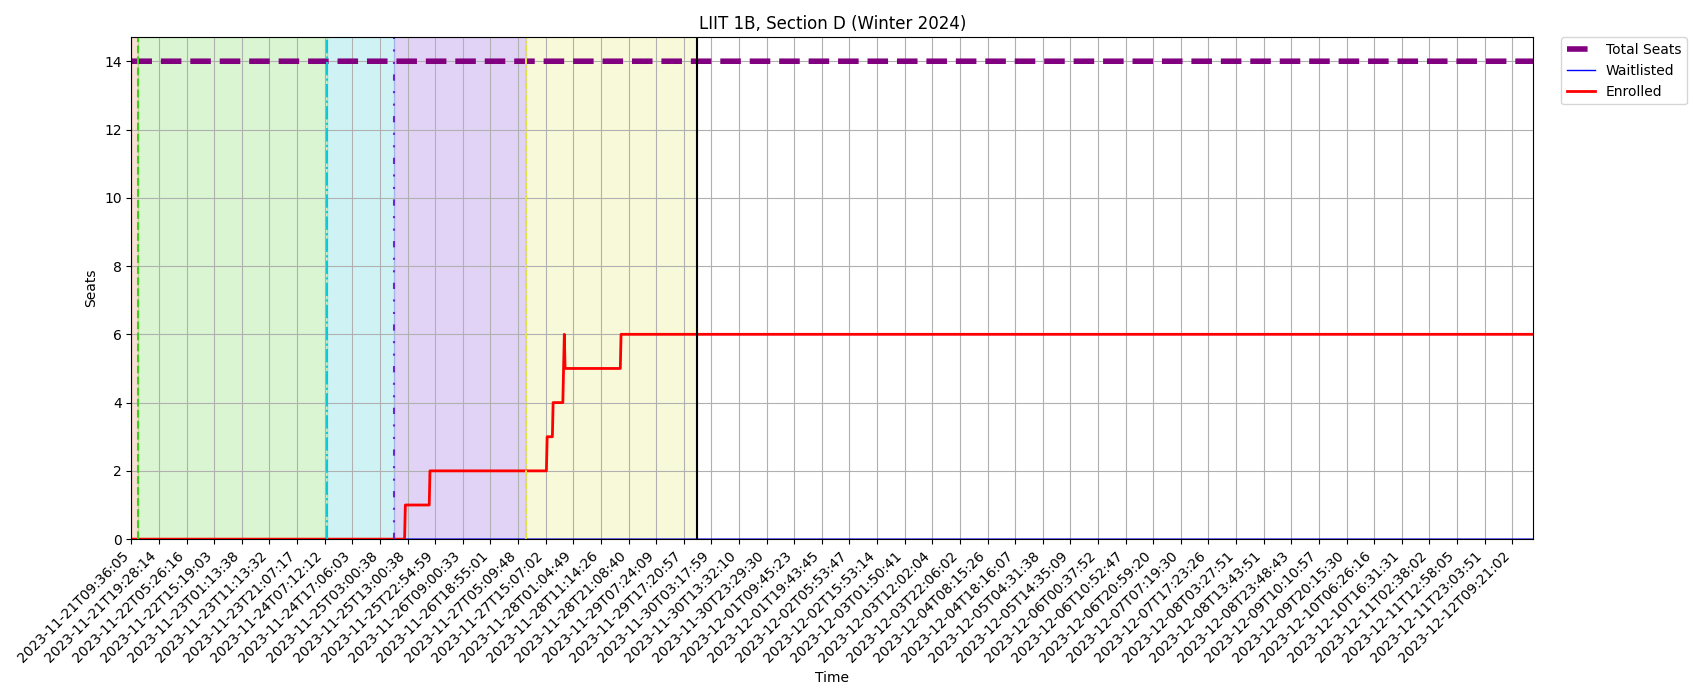 LIIT 1B, Section D (Winter 2024)
Total Seats
Waitlisted
Enrolled
Seats
14
12
10
8
6
4
2
0
2023-11-21T09:36:05
2023-11-21T19:28:14
2023-11-22T05:26:16
2023-11-22T15:19:03
2023-11-23T01:13:38
2023-11-23T11:13:32
2023-11-23T21:07:17
2023-11-24T07:12:12
2023-11-24T17:06:03
2023-11-25T03:00:38
2023-11-25T13:00:38
2023-11-25T22:54:59
2023-11-26T09:00:33
2023-11-26T18:55:01
2023-11-27T05:09:48
2023-11-27T15:07:02
2023-11-28T01:04:49
2023-11-28T11:14:26
2023-11-28T21:08:40
2023-11-29T07:24:09
2023-11-29T17:20:57
2023-11-30T03:17:59
2023-11-30T13:32:10
2023-11-30T23:29:30
2023-12-01T09:45:23
2023-12-01T19:43:45
2023-12-02T05:53:47
2023-12-02T15:53:14
2023-12-03T01:50:41
2023-12-03T12:02:04
2023-12-03T22:06:02
2023-12-04T08:15:26
2023-12-04T18:16:07
2023-12-05T04:31:38
2023-12-05T14:35:09
2023-12-06T00:37:52
2023-12-06T10:52:47
2023-12-06T20:59:20
2023-12-07T07:19:30
2023-12-07T17:23:26
2023-12-08T03:27:51
2023-12-08T13:43:51
2023-12-08T23:48:43
2023-12-09T10:10:57
2023-12-09T20:15:30
2023-12-10T06:26:16
2023-12-10T16:31:31
2023-12-11T02:38:02
2023-12-11T12:58:05
2023-12-11T23:03:51
2023-12-12T09:21:02
Time